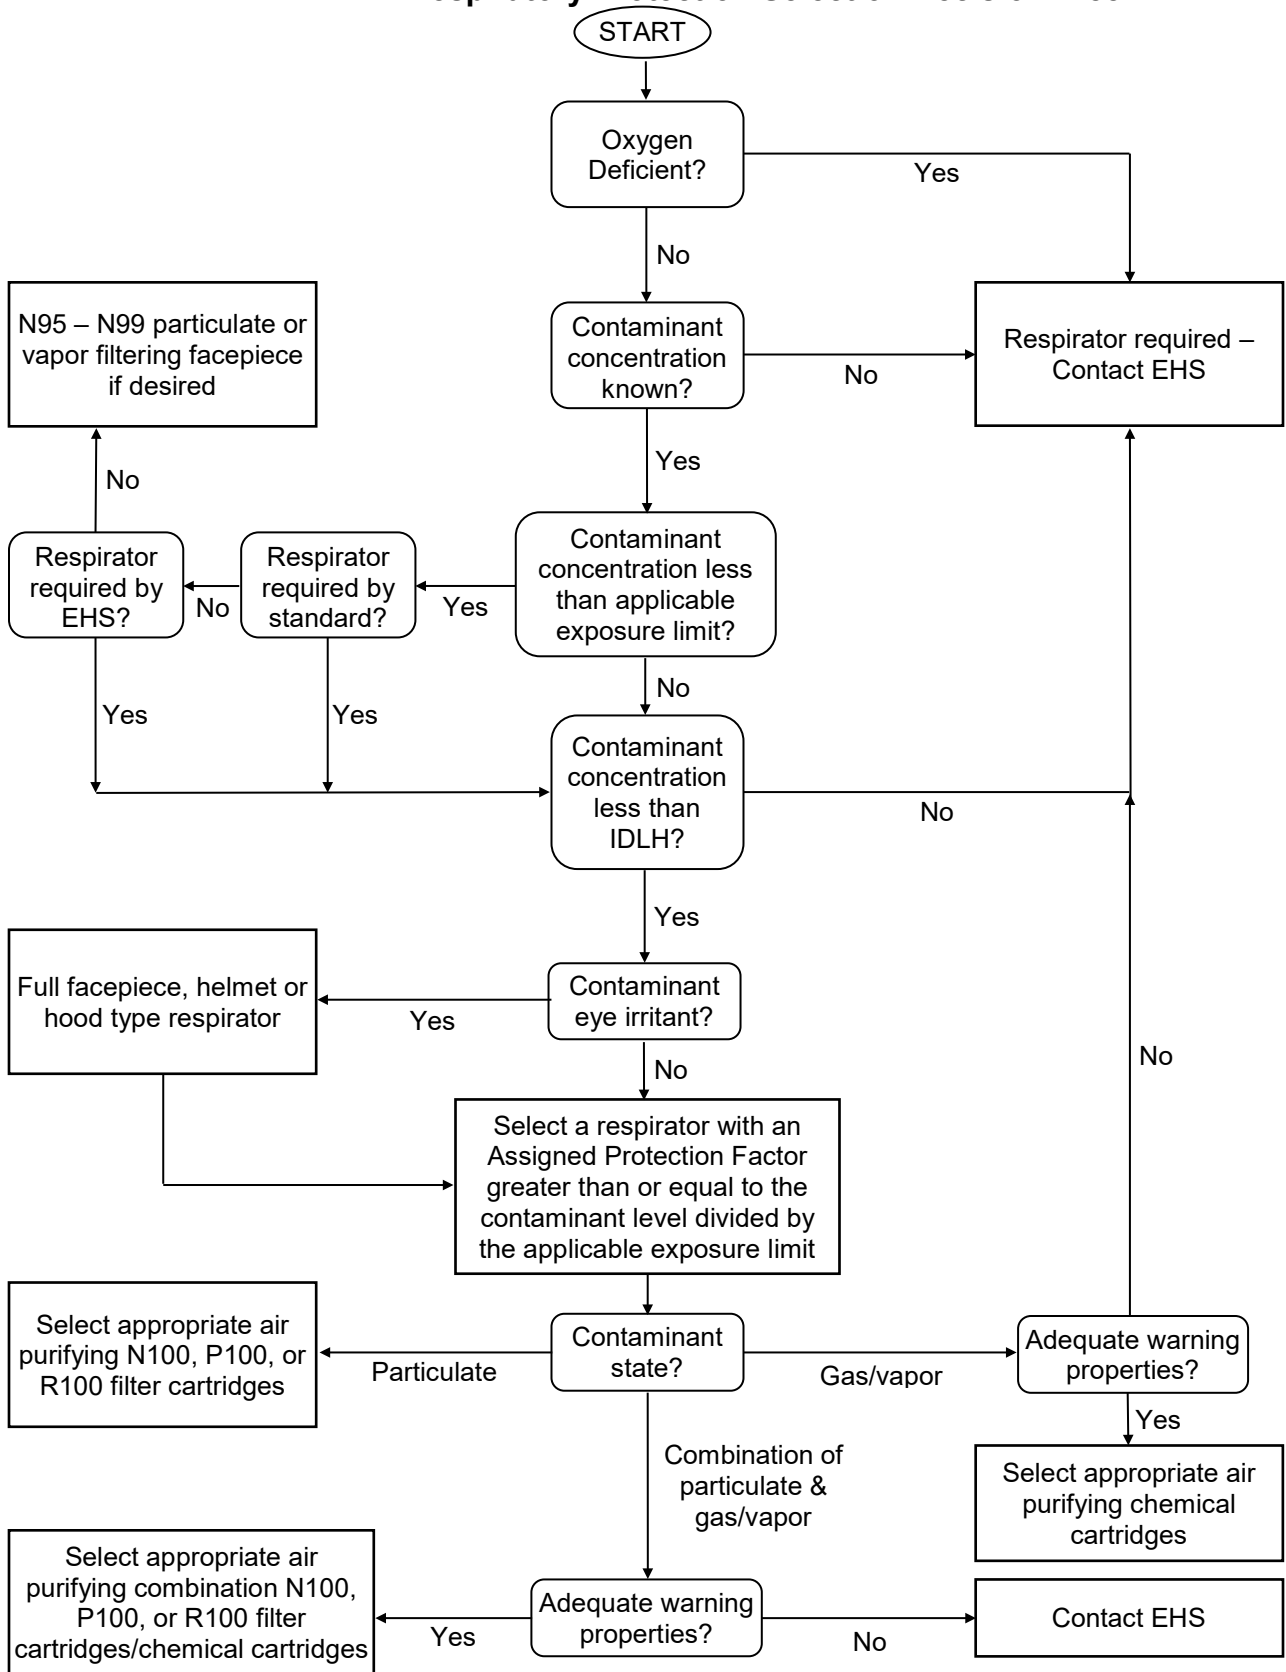 START
Oxygen
Deficient?
Yes
No
N95 – N99 particulate or
vapor filtering facepiece
if desired
Contaminant
concentration
known?
No
Respirator required –
Contact EHS
Yes
No
Respirator
required by
EHS?
No
Respirator
required by
standard?
Yes
Contaminant
concentration less
than applicable
exposure limit?
No
Yes
Yes
Contaminant
concentration
less than
IDLH?
No
Yes
Full facepiece, helmet or
hood type respirator
Yes
Contaminant
eye irritant?
No
No
Select a respirator with an
Assigned Protection Factor
greater than or equal to the
contaminant level divided by
the applicable exposure limit
Select appropriate air
purifying N100, P100, or
R100 filter cartridges
Particulate
Contaminant
state?
Gas/vapor
Adequate warning
properties?
Yes
Combination of
particulate &
gas/vapor
Select appropriate air
purifying chemical
cartridges
Select appropriate air
purifying combination N100,
P100, or R100 filter
cartridges/chemical cartridges
Yes
Adequate warning
properties?
No
Contact EHS